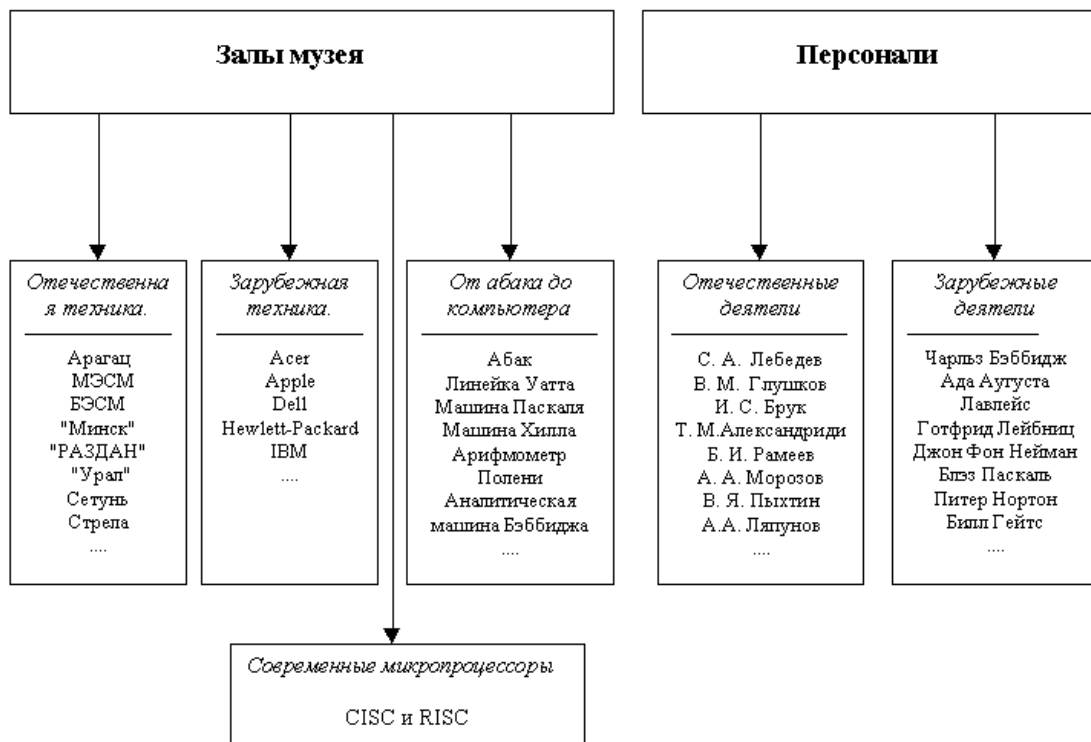 Залы музея
Персонали
Отечественна
я техника.
Арагац
МЭСМ
БЭСМ
"Минск"
"РАЗДАН"
"Урал"
Сетунь
Стрела
....
Зарубежная
техника.
Acer
Apple
Dell
Hewlett-Packard
IBM
....
От абака до
компьютера
Абак
Линейка Уатта
Машина Паскаля
Машина Хилла
Арифмометр
Полени
Аналитическая
машина Бэббиджа
....
Отечественные
деятели
С. А. Лебедев
В. М. Глушков
И. С. Брук
Т. М.Александриди
Б. И. Рамеев
А. А. Морозов
В. Я. Пыхтин
А.А. Ляпунов
....
Зарубежные
деятели
Чарльз Бэббидж
Ада Аугуста
Лавлейс
Готфрид Лейбниц
Джон Фон Нейман
Блэз Паскаль
Питер Нортон
Билл Гейтс
....
Современные микропроцессоры
CISC и RISC